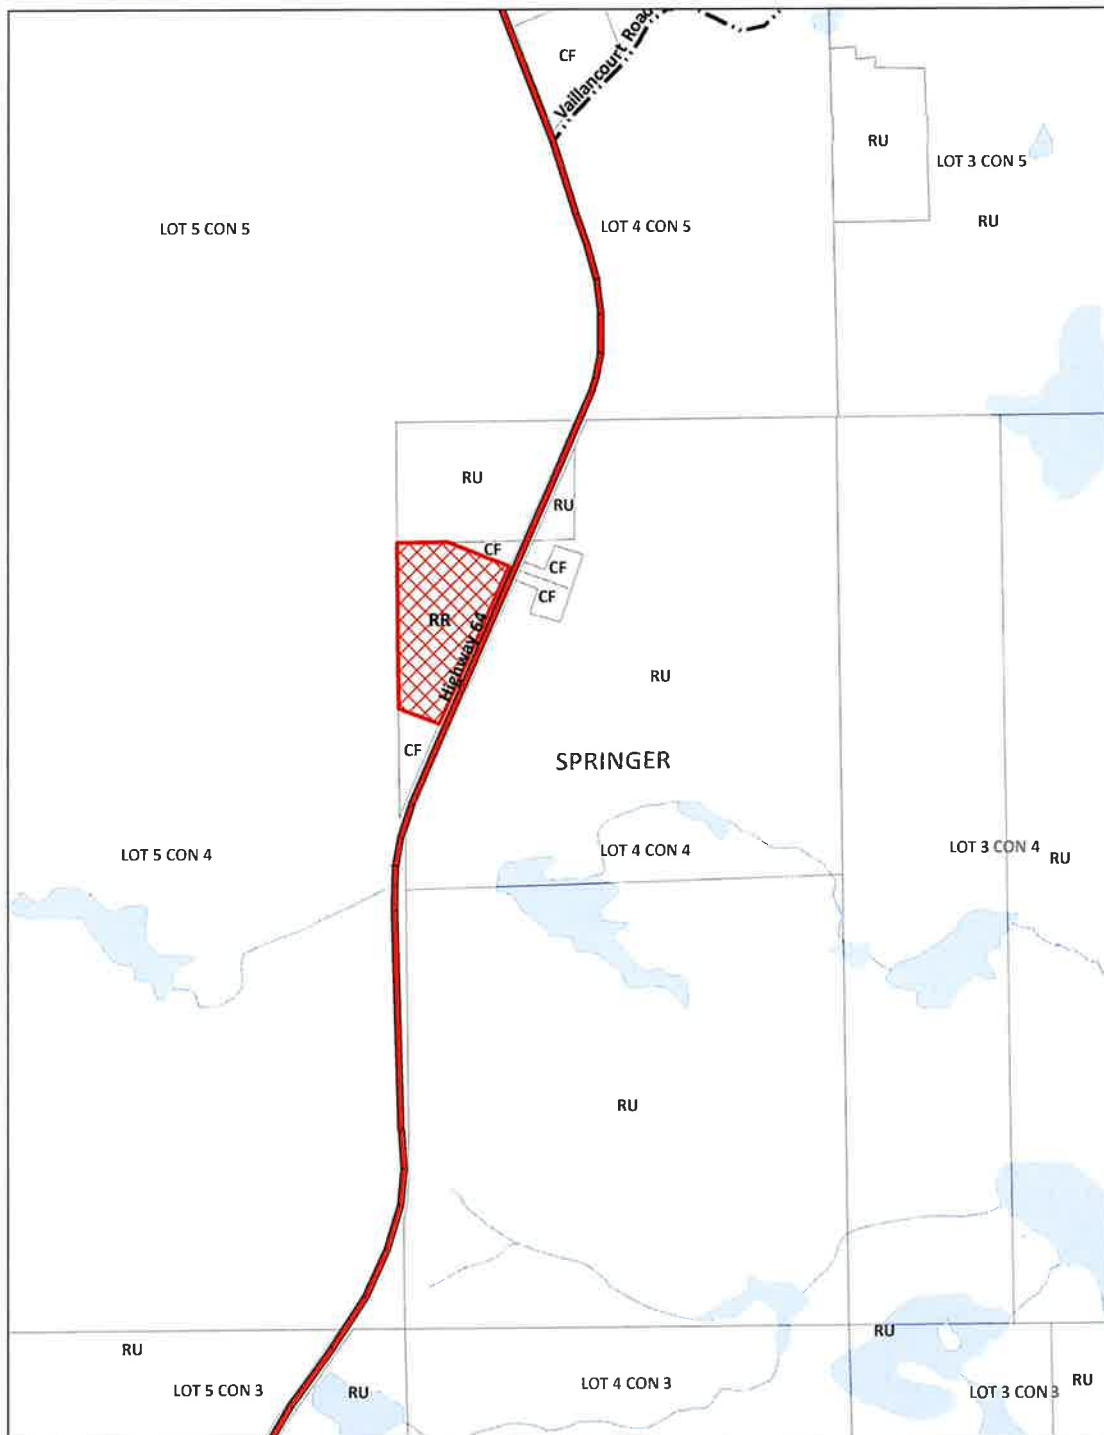 CF
Vaillancourt Road
RU
LOT 3 CON 5
RU
LOT 5 CON 5
LOT 4 CON 5
RU
RU
CF
CF
CF
RR
Highway 64
RU
CF
SPRINGER
LOT 5 CON 4
LOT 4 CON 4
LOT 3 CON 4
RU
RU
RU
RU
LOT 5 CON 3
RU
LOT 4 CON 3
LOT 3 CON 3
RU